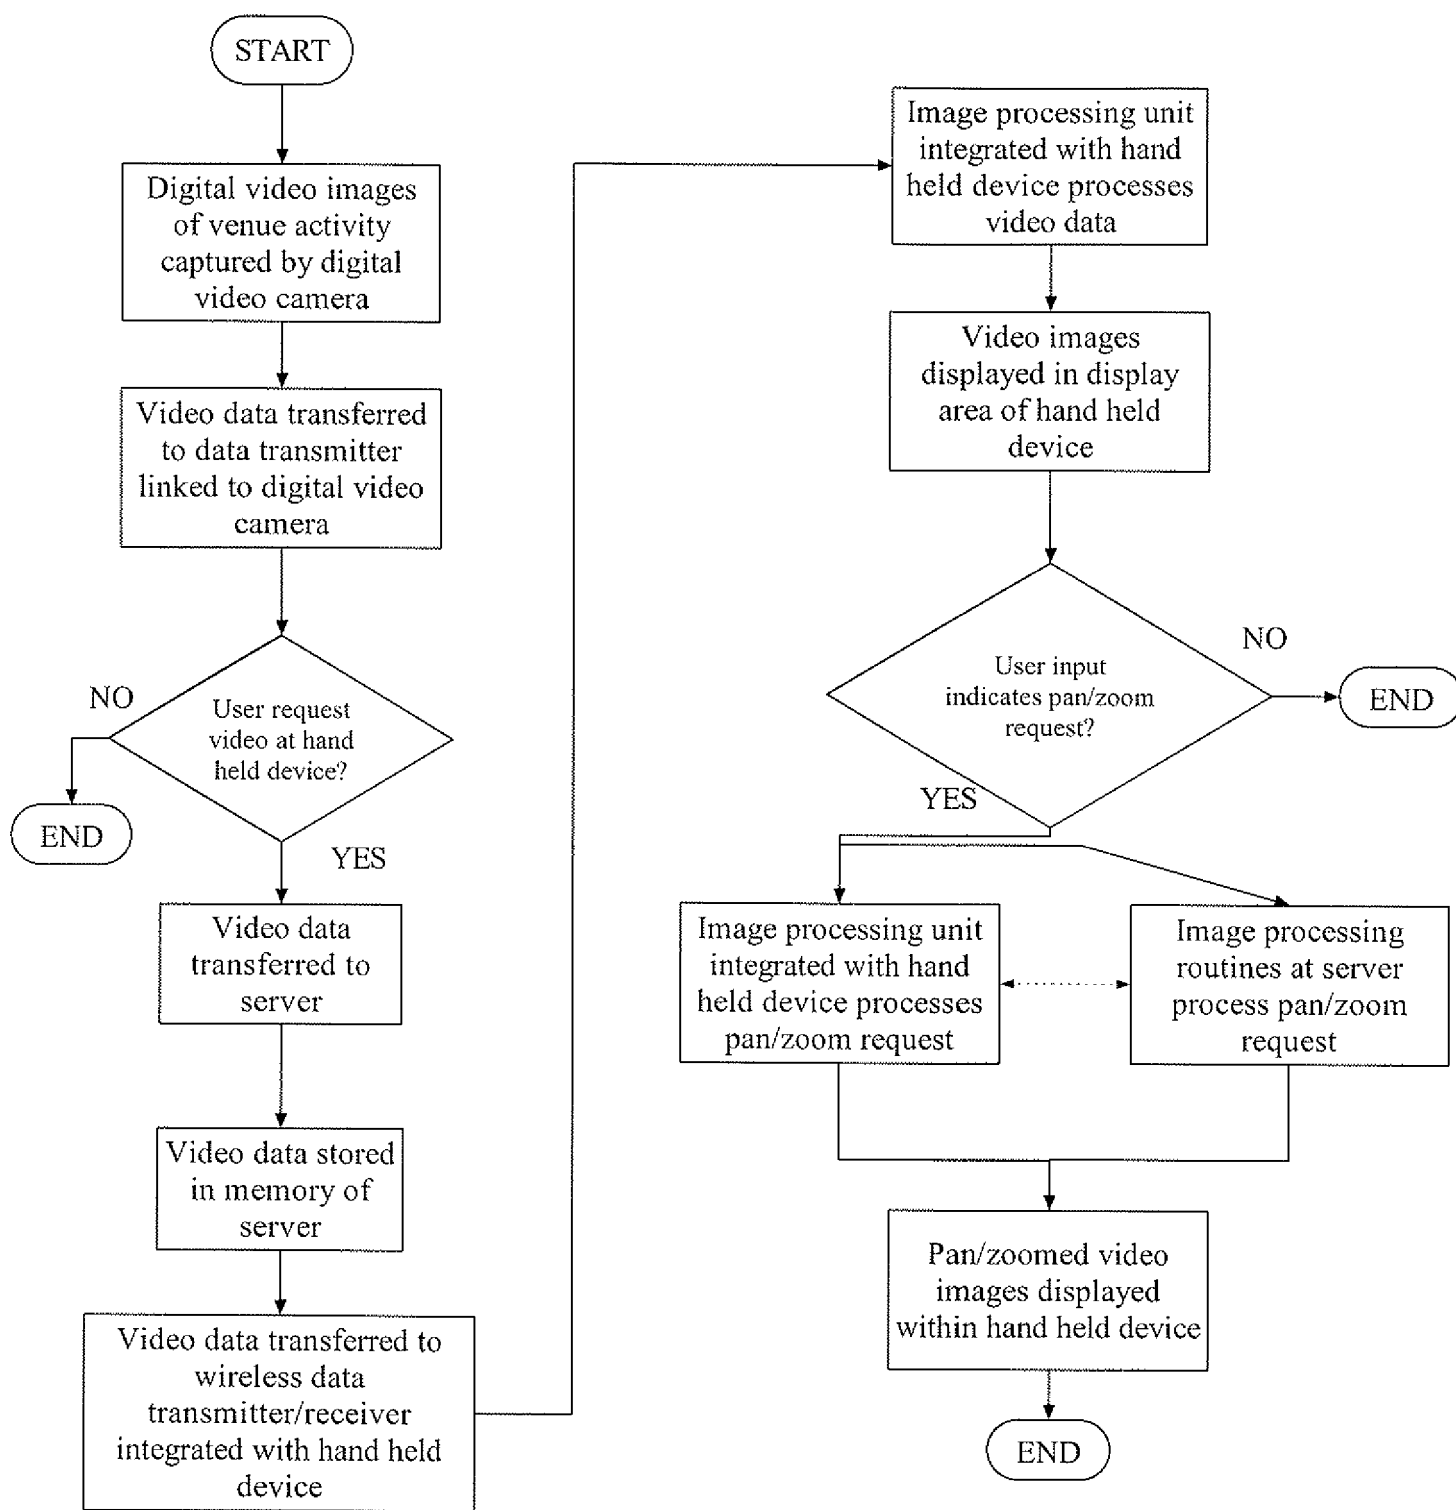 START
Digital video images
of venue activity
captured by digital
video camera
Video data transferred
to data transmitter
linked to digital video
camera
NO
User request
video at hand
held device?
END
YES
Video data
transferred to
server
Video data stored
in memory of
server
Video data transferred to
wireless data
transmitter/receiver
integrated with hand held
device
Image processing unit
integrated with hand
held device processes
video data
Video images
displayed in display
area of hand held
device
NO
User input
indicates pan/zoom
request?
END
YES
Image processing unit
integrated with hand
held device processes
pan/zoom request
Image processing
routines at server
process pan/zoom
request
Pan/zoomed video
images displayed
within hand held device
END